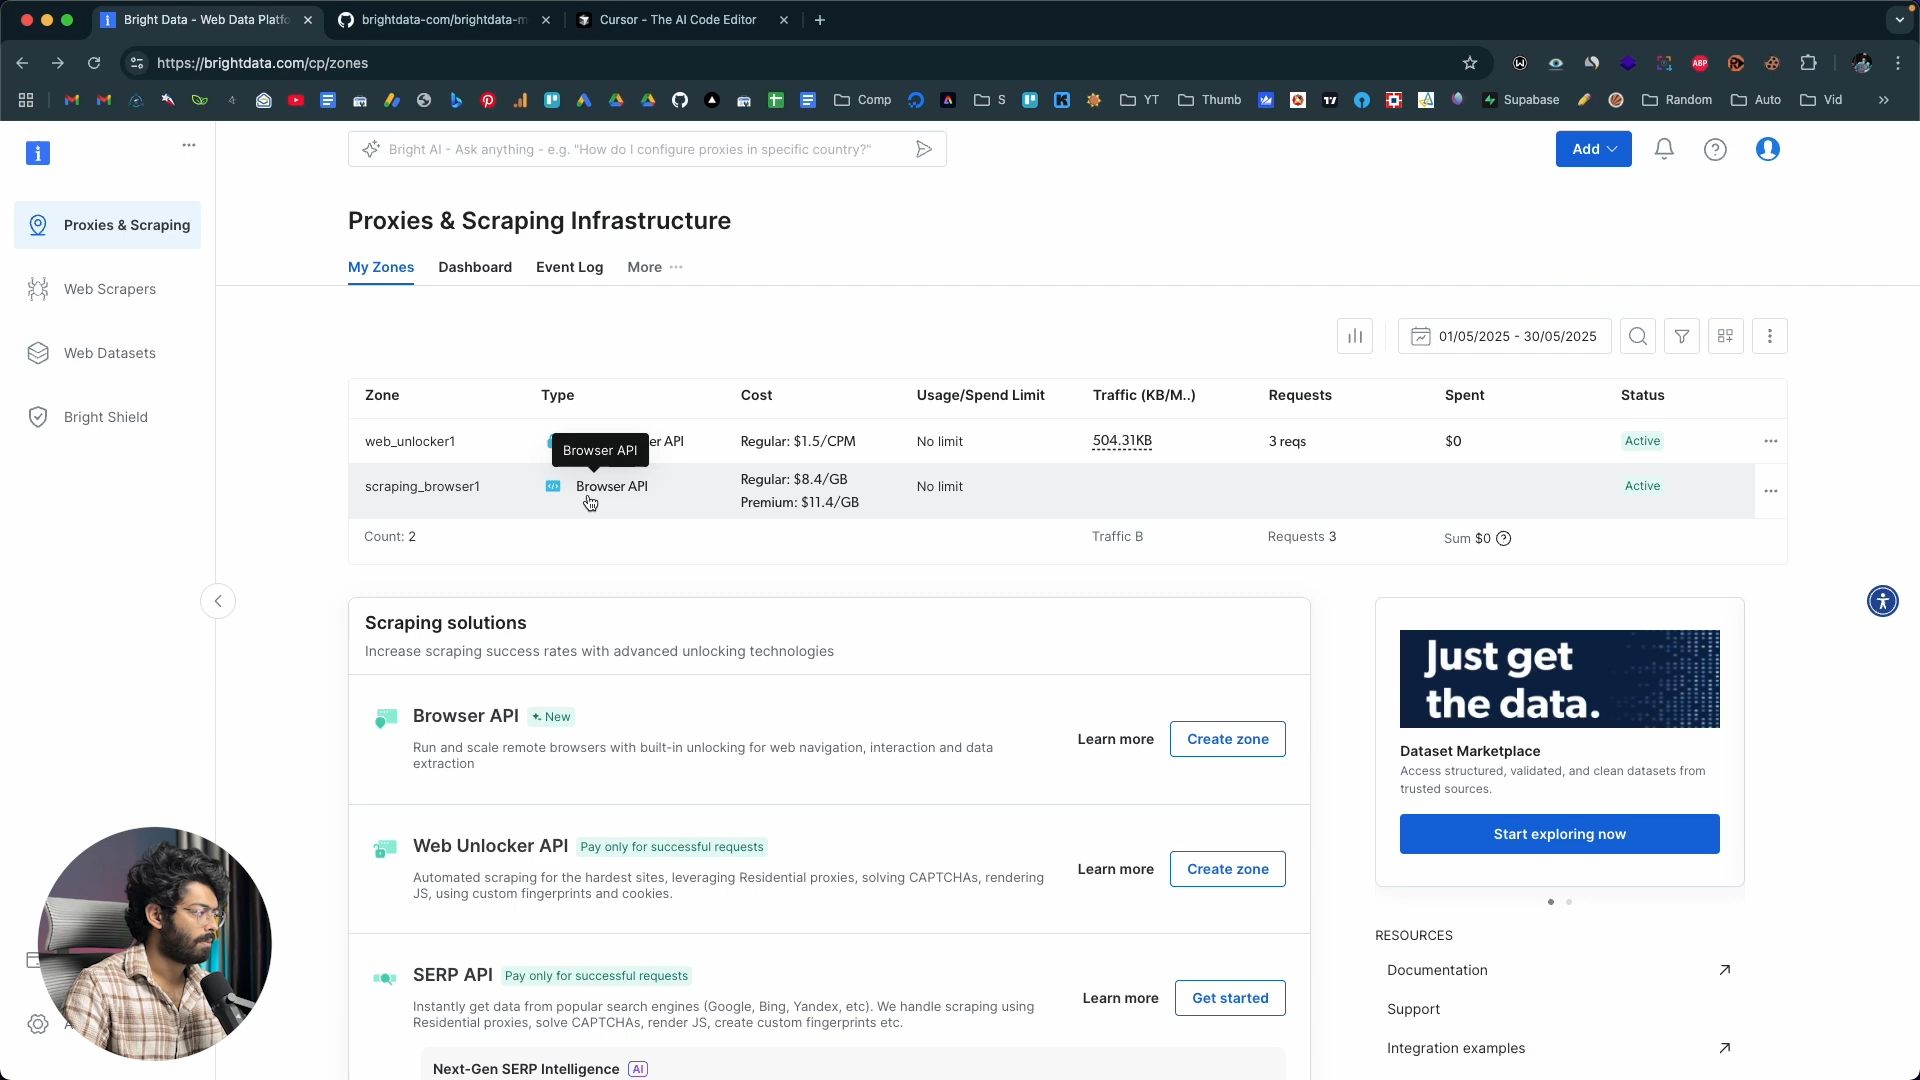 Bright Data - Web Data Platfo
brightdata-com/brightdata-m
Cursor - The AI Code Editor
https://brightdata.com/cp/zones
ABP
Comp
S
YT
Thumb
Supabase
Random
Auto
Vid
Bright AI - Ask anything - e.g. "How do I configure proxies in specific country?"
Add
Proxies & Scraping
Web Scrapers
Web Datasets
Bright Shield
Proxies & Scraping Infrastructure
My Zones Dashboard Event Log More
01/05/2025 - 30/05/2025
Zone Type Cost Usage/Spend Limit Traffic (KB/M..) Requests Spent Status
web_unlocker1 er API Regular: $1.5/CPM No limit 504.31KB 3 reqs $0 Active
Browser API
scraping_browser1 Browser API Regular: $8.4/GB No limit Active
Premium: $11.4/GB
Count: 2 Traffic B Requests 3 Sum $0
Scraping solutions
Increase scraping success rates with advanced unlocking technologies
Browser API New
Run and scale remote browsers with built-in unlocking for web navigation, interaction and data
extraction
Learn more Create zone
Web Unlocker API Pay only for successful requests
Automated scraping for the hardest sites, leveraging Residential proxies, solving CAPTCHAs, rendering
JS, using custom fingerprints and cookies.
Learn more Create zone
SERP API Pay only for successful requests
Instantly get data from popular search engines (Google, Bing, Yandex, etc). We handle scraping using
Residential proxies, solve CAPTCHAs, render JS, create custom fingerprints etc.
Learn more Get started
Next-Gen SERP Intelligence AI
Just get
the data.
Dataset Marketplace
Access structured, validated, and clean datasets from
trusted sources.
Start exploring now
RESOURCES
Documentation
Support
Integration examples